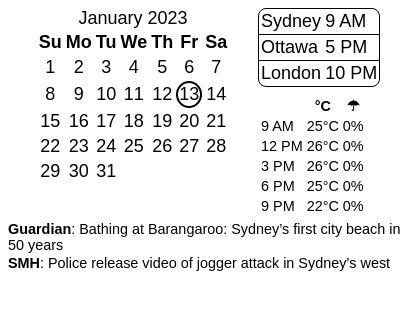 January 2023
Su Mo Tu We Th Fr Sa
1 2 3 4 5 6 7
8 9 10 11 12 13 14
15 16 17 18 19 20 21
22 23 24 25 26 27 28
29 30 31
Sydney 9 AM
Ottawa 5 PM
London 10 PM
°C ☂
9 AM 25°C 0%
12 PM 26°C 0%
3 PM 26°C 0%
6 PM 25°C 0%
9 PM 22°C 0%
Guardian: Bathing at Barangaroo: Sydney’s first city beach in
50 years
SMH: Police release video of jogger attack in Sydney’s west